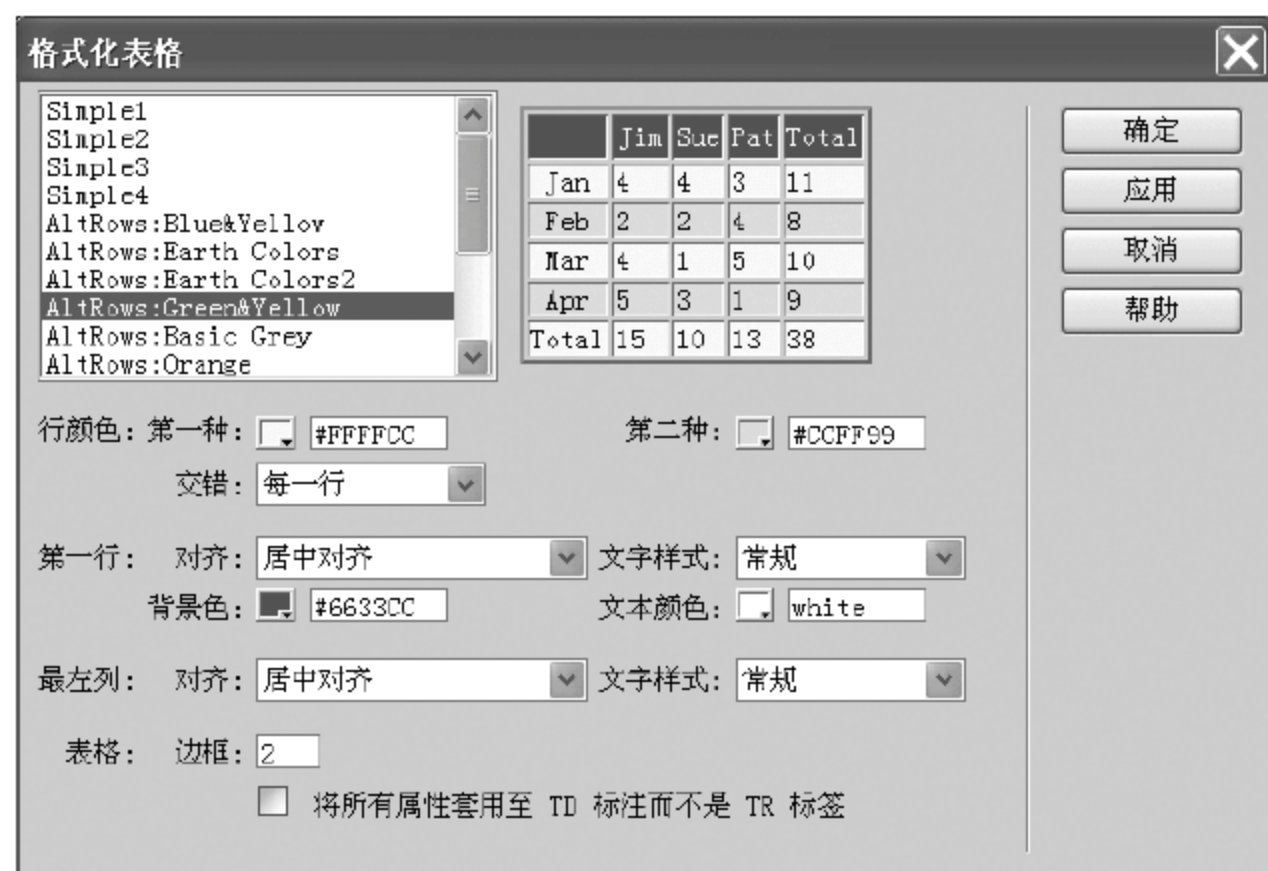 格式化表格
Simple1
Simple2
Simple3
Simple4
AltRows:Blue&Yellow
AltRows:Earth Colors
AltRows:Earth Colors2
AltRows:Green&Yellow
AltRows:Basic Grey
AltRows:Orange
Jim Sue Pat Total
Jan 4 4 3 11
Feb 2 2 4 8
Mar 4 1 5 10
Apr 5 3 1 9
Total 15 10 13 38
确定
应用
取消
帮助
行颜色: 第一种: #FFFFCC 第二种: #CCFF99
交错: 每一行
第一行: 对齐: 居中对齐 文字样式: 常规
背景色: #6633CC 文本颜色: white
最左列: 对齐: 居中对齐 文字样式: 常规
表格: 边框: 2
将所有属性套用至 TD 标注而不是 TR 标签